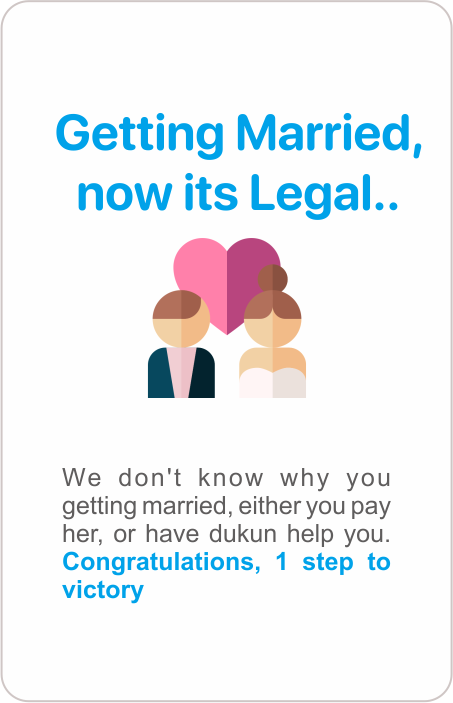 Getting Married,
now its Legal..
We don't know why you
getting married, either you pay
her, or have dukun help you.
Congratulations, 1 step to
victory